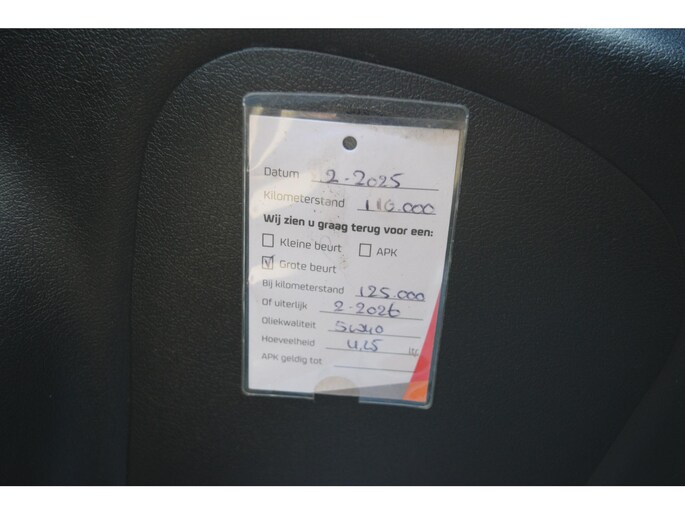 Datum 2-2025
Kilometerstand 110.000
Wij zien u graag terug voor een:
Kleine beurt APK
Grote beurt
Bij kilometerstand 125.000
Of uiterlijk 2-2026
Oliekwaliteit 5W40
Hoeveelheid 4,25 ltr
APK geldig tot